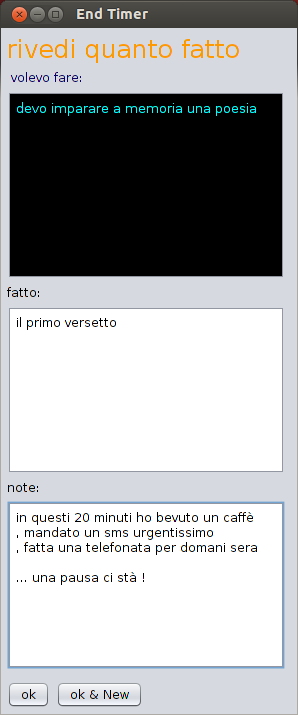 End Timer
rivedi quanto fatto
volevo fare:
devo imparare a memoria una poesia
fatto:
il primo versetto
note:
in questi 20 minuti ho bevuto un caffè
, mandato un sms urgentissimo
, fatta una telefonata per domani sera
... una pausa ci stà !
ok
ok & New